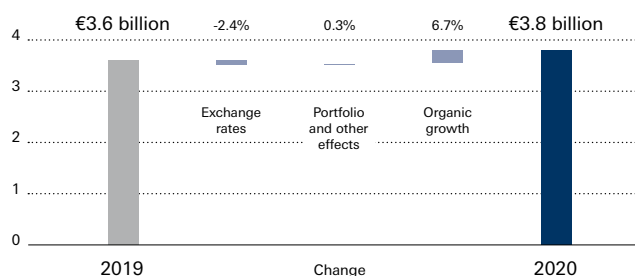 €3.6 billion -2.4% 0.3% 6.7% €3.8 billion
4
3
Exchange rates
Portfolio and other effects
Organic growth
2
1
0
2019 Change 2020